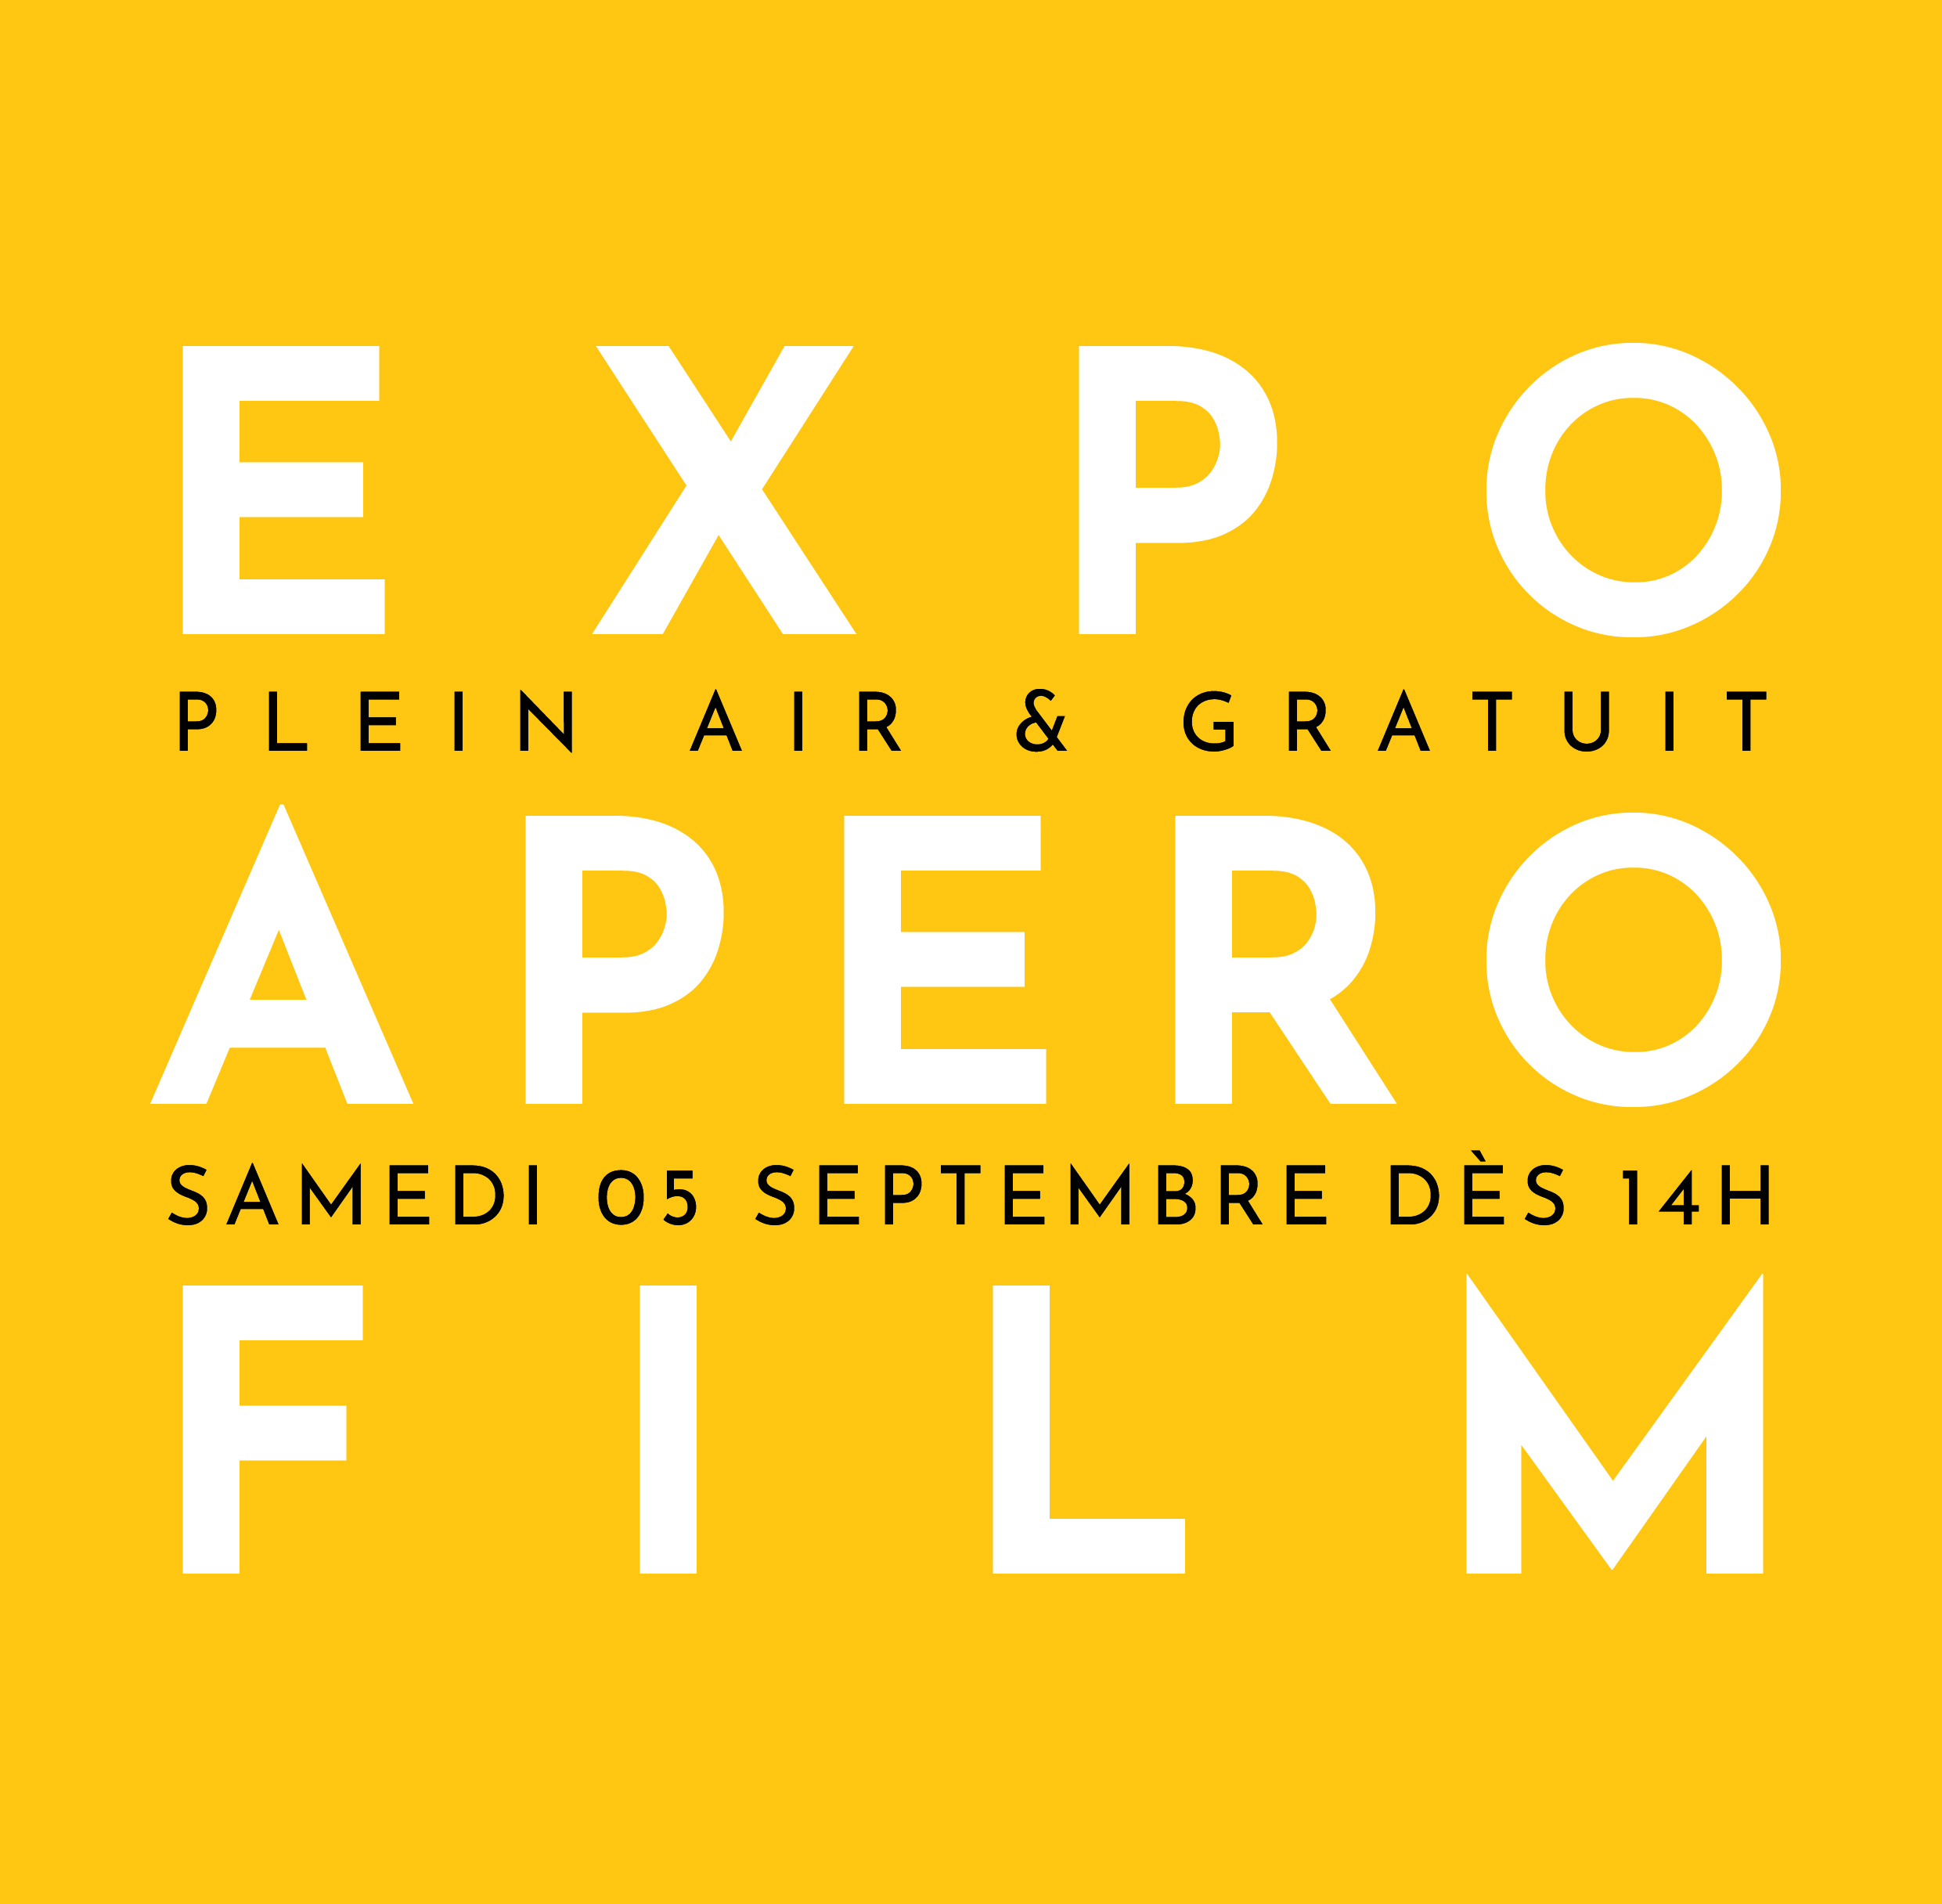 EXPO
PLEIN AIR & GRATUIT
APERO
SAMEDI 05 SEPTEMBRE DÈS 14H
FILM